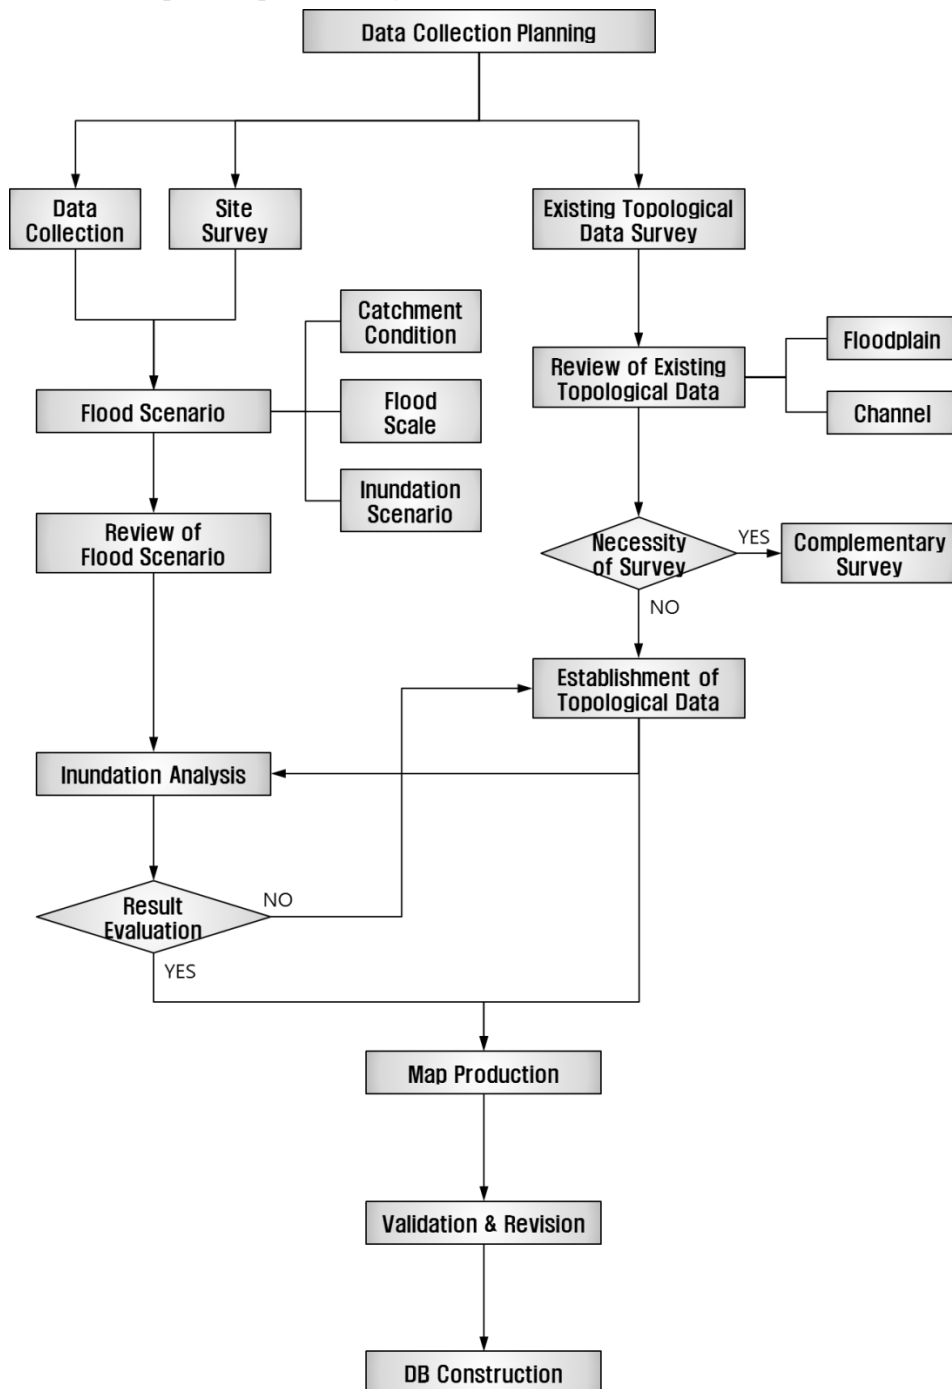 Data Collection Planning
Data
Collection
Site
Survey
Existing Topological
Data Survey
Catchment
Condition
Floodplain
Review of Existing
Topological Data
Flood Scenario
Flood
Scale
Channel
Inundation
Scenario
Review of
Flood Scenario
Necessity
of Survey
YES
Complementary
Survey
NO
Establishment of
Topological Data
Inundation Analysis
Result
Evaluation
NO
YES
Map Production
Validation & Revision
DB Construction